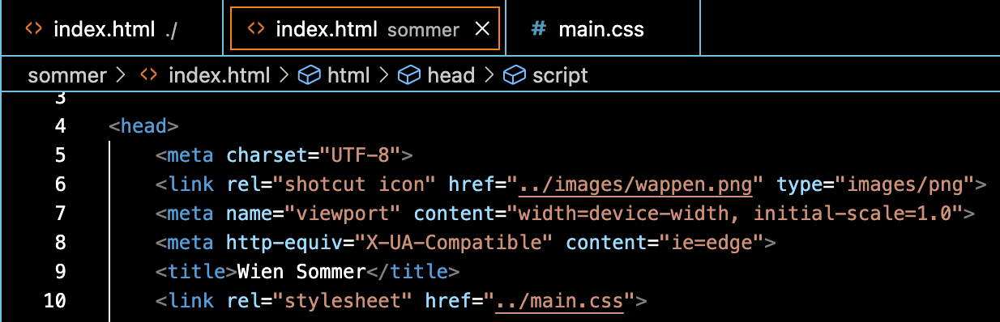 <> index.html ./ <> index.html sommer × # main.css
sommer > <> index.html > html > head > script
3
4 <head>
5 <meta charset="UTF-8">
6 <link rel="shotcut icon" href="../images/wappen.png" type="images/png">
7 <meta name="viewport" content="width=device-width, initial-scale=1.0">
8 <meta http-equiv="X-UA-Compatible" content="ie=edge">
9 <title>Wien Sommer</title>
10 <link rel="stylesheet" href="../main.css">